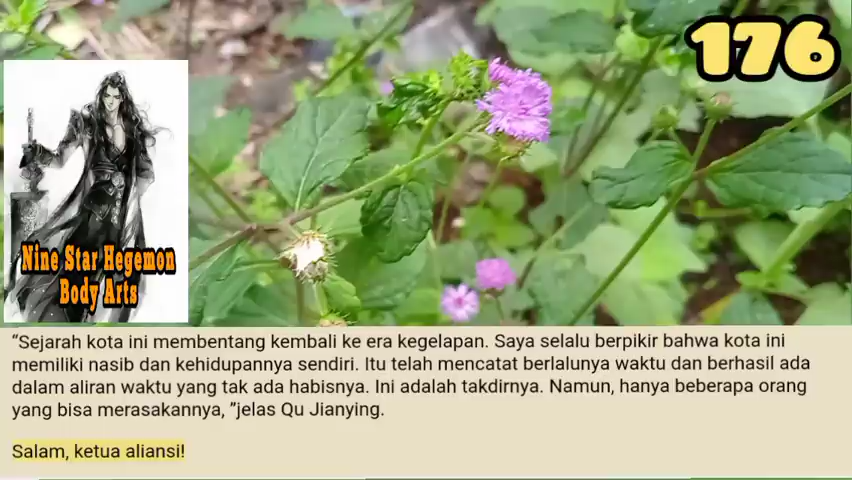 176
Nine Star Hegemon
Body Arts
“Sejarah kota ini membentang kembali ke era kegelapan. Saya selalu berpikir bahwa kota ini
memiliki nasib dan kehidupannya sendiri. Itu telah mencatat berlalunya waktu dan berhasil ada
dalam aliran waktu yang tak ada habisnya. Ini adalah takdirnya. Namun, hanya beberapa orang
yang bisa merasakannya, ”jelas Qu Jianying.
Salam, ketua aliansi!